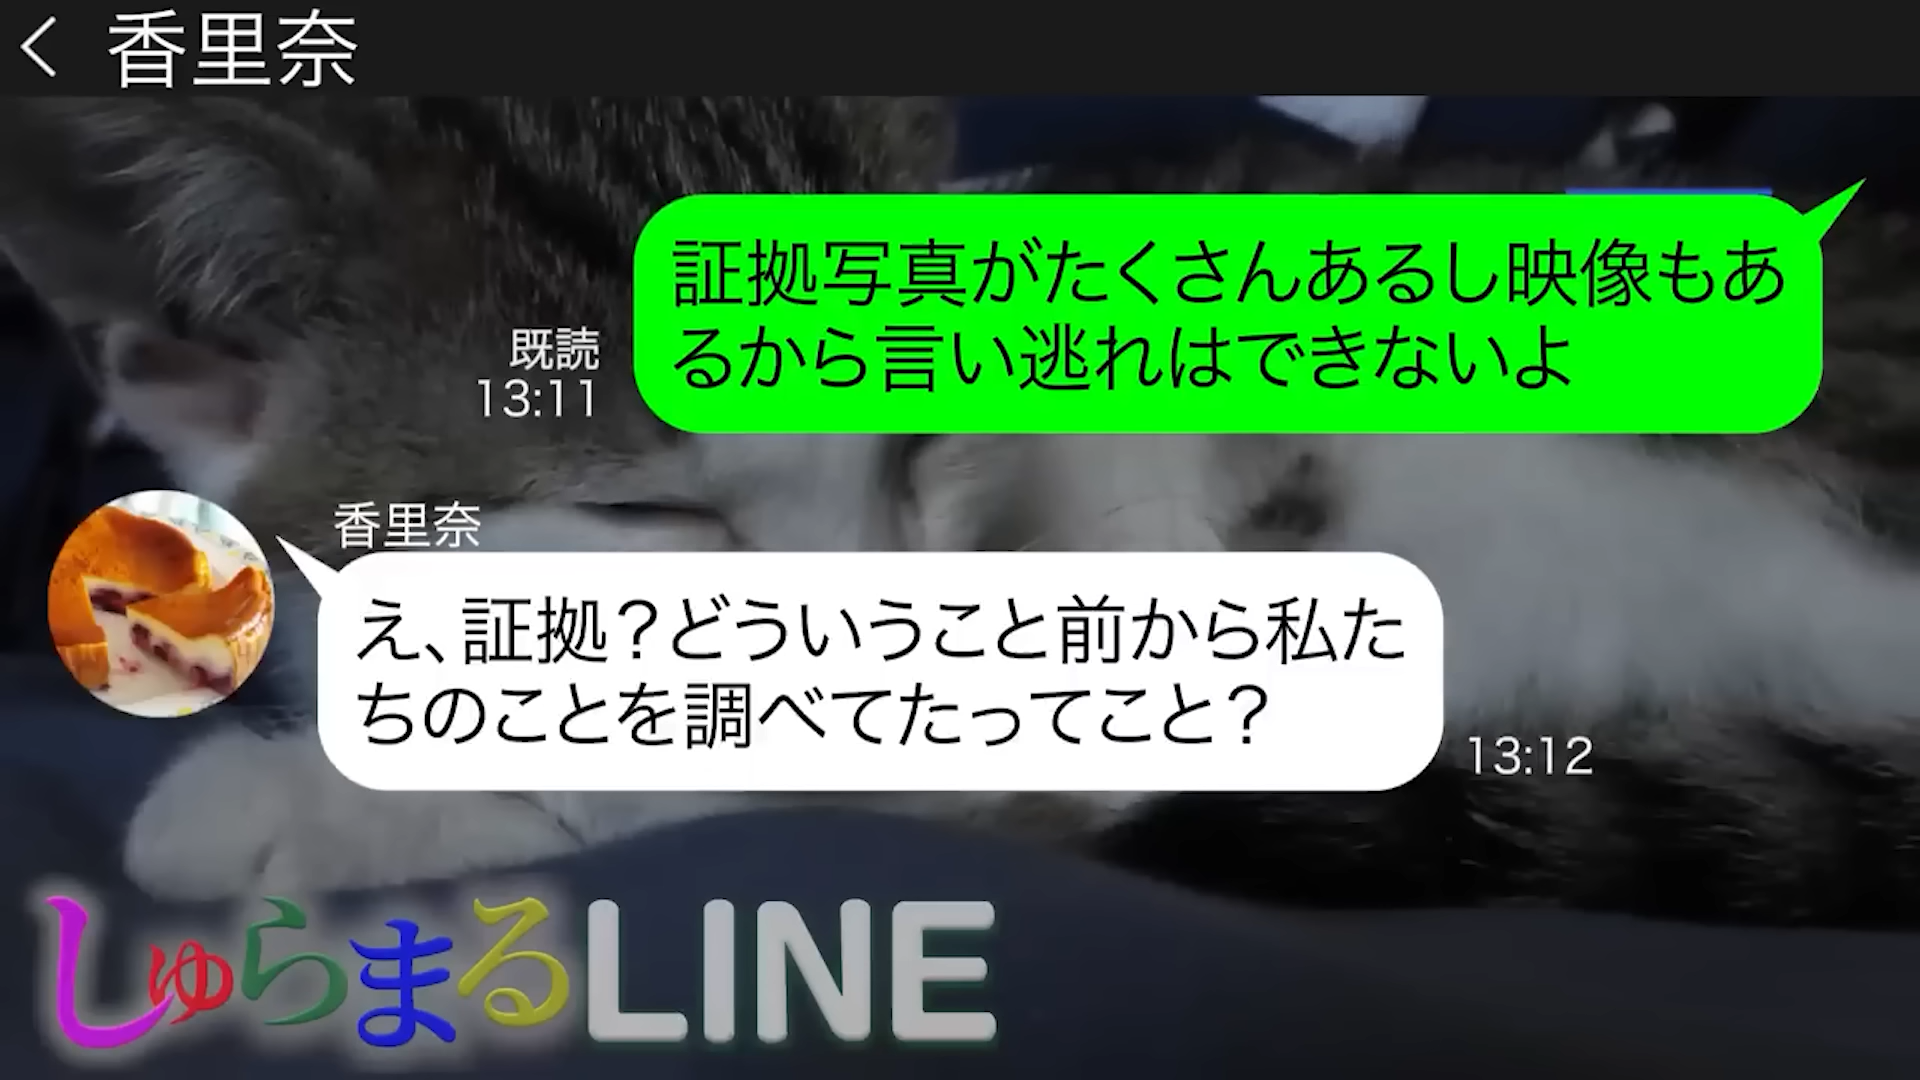 香里奈
証拠写真がたくさんあるし映像もあ
るから言い逃れはできないよ
既読
13:11
香里奈
え、証拠？どういうこと前から私た
ちのことを調べてたってこと？
13:12
しゅらまるLINE